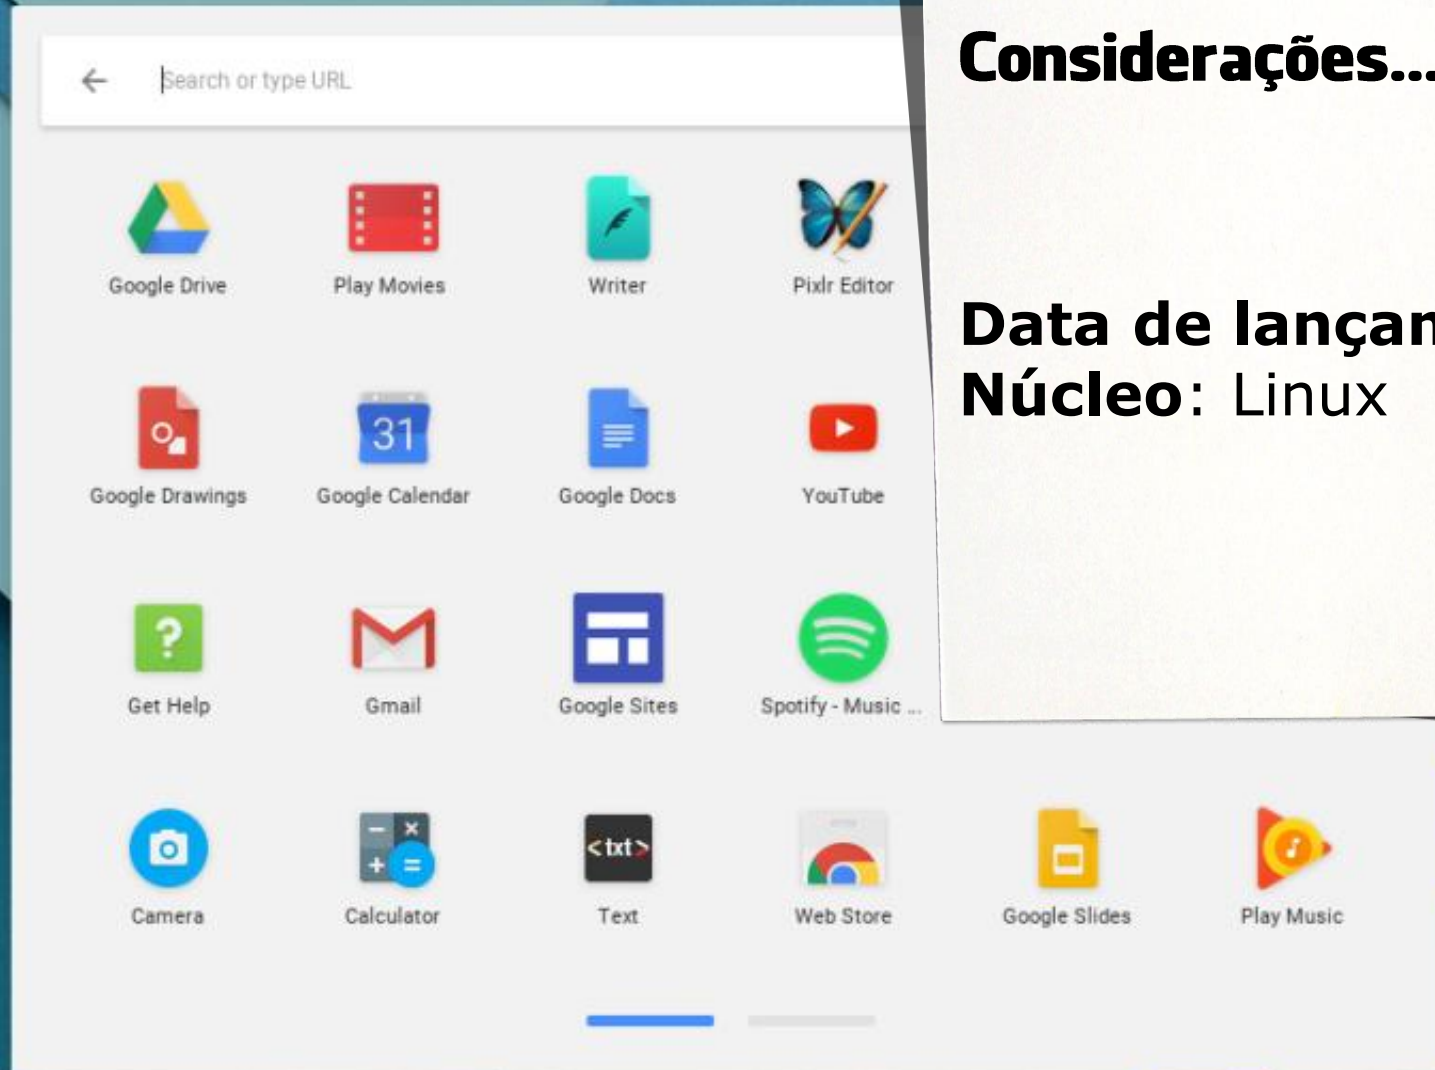 Considerações...
Search or type URL
Google Drive
Play Movies
Writer
Pixlr Editor
Data de lançam
Núcleo: Linux
31
Google Drawings
Google Calendar
Google Docs
YouTube
?
Get Help
Gmail
Google Sites
Spotify - Music ...
<txt>
Camera
Calculator
Text
Web Store
Google Slides
Play Music